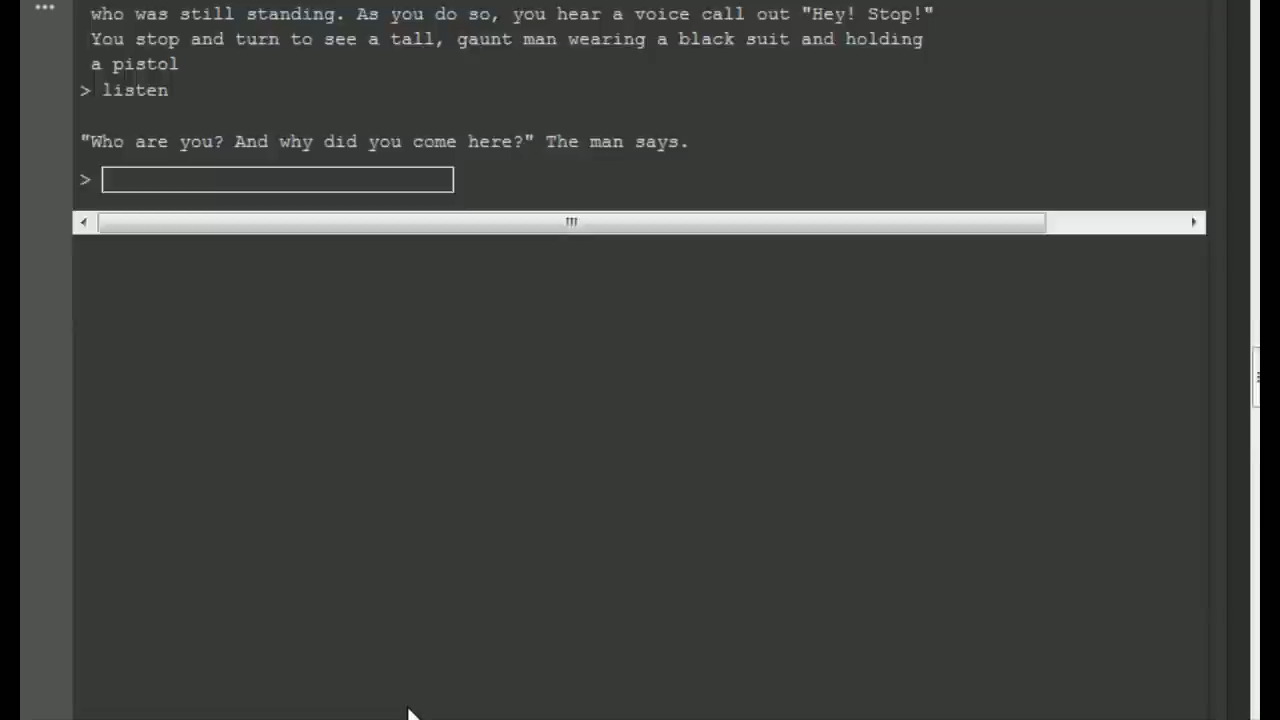 who was still standing. As you do so, you hear a voice call out "Hey! Stop!"
You stop and turn to see a tall, gaunt man wearing a black suit and holding
a pistol
> listen
"Who are you? And why did you come here?" The man says.
>